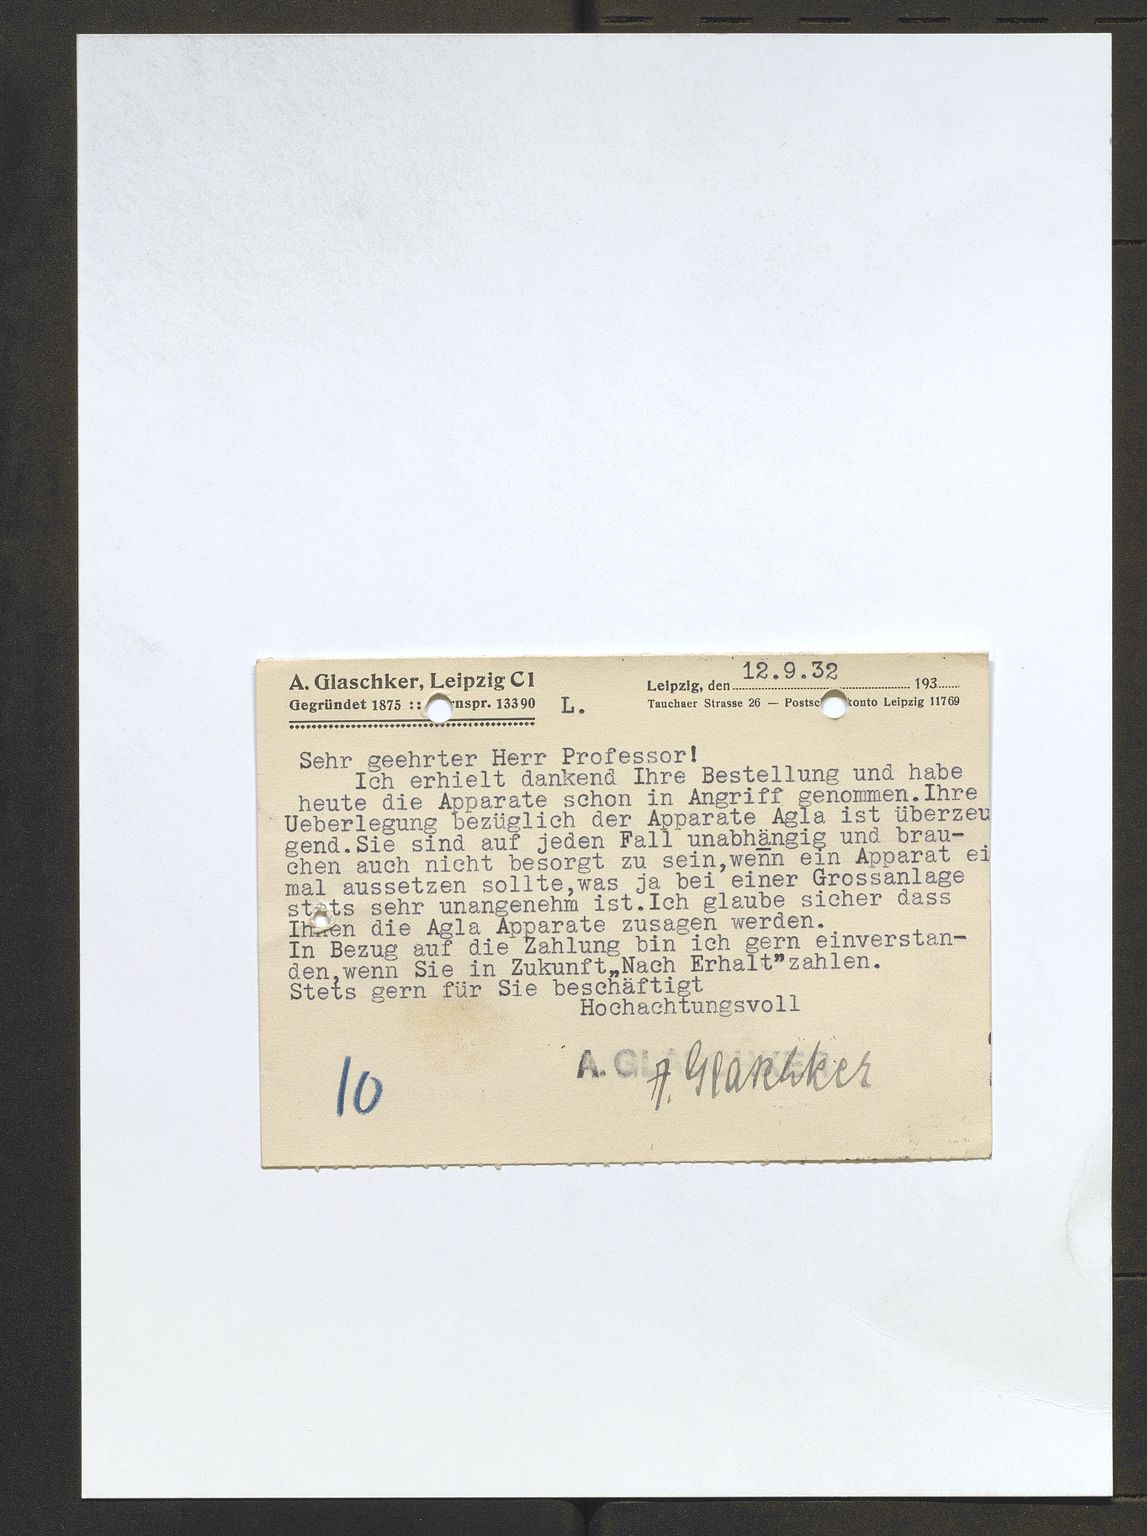 A. Glaschker, Leipzig C1
Gegründet 1875 :: nspr. 13390
L.
Leipzig, den 12.9.32 193
Tauchaer Strasse 26 — Postsc konto Leipzig 11769
Sehr geehrter Herr Professor!
Ich erhielt dankend Ihre Bestellung und habe
heute die Apparate schon in Angriff genommen.Ihre
Ueberlegung bezüglich der Apparate Agla ist überzeu
gend.Sie sind auf jeden Fall unabhängig und brau-
chen auch nicht besorgt zu sein,wenn ein Apparat ei
mal aussetzen sollte,was ja bei einer Grossanlage
stets sehr unangenehm ist.Ich glaube sicher dass
Ihnen die Agla Apparate zusagen werden.
In Bezug auf die Zahlung bin ich gern einverstan-
den,wenn Sie in Zukunft„Nach Erhalt"zahlen.
Stets gern für Sie beschäftigt
Hochachtungsvoll
A. GLASCHKER
A. Glaschker
10